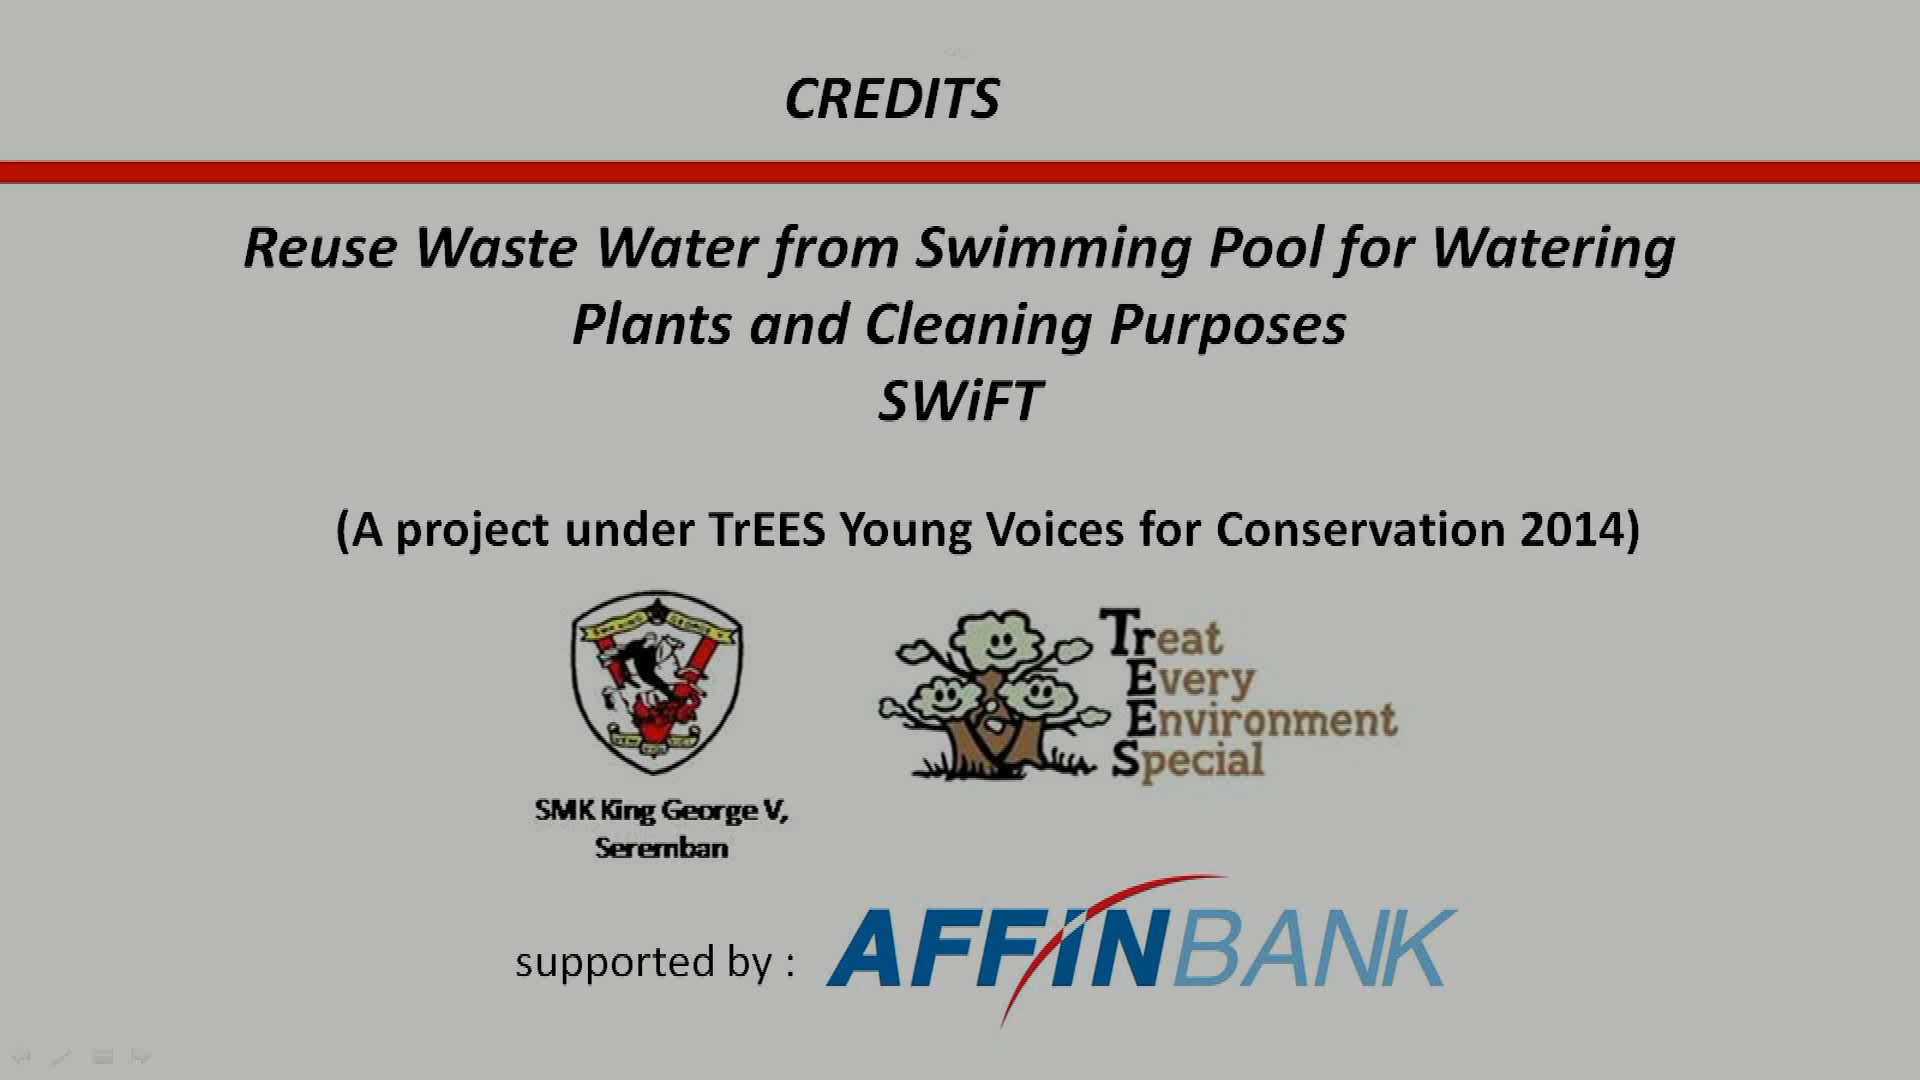 CREDITS
Reuse Waste Water from Swimming Pool for Watering
Plants and Cleaning Purposes
SWiFT
(A project under TrEES Young Voices for Conservation 2014)
Treat
Every
Environment
Special
SMK King George V,
Seremban
supported by :
AFFINBANK